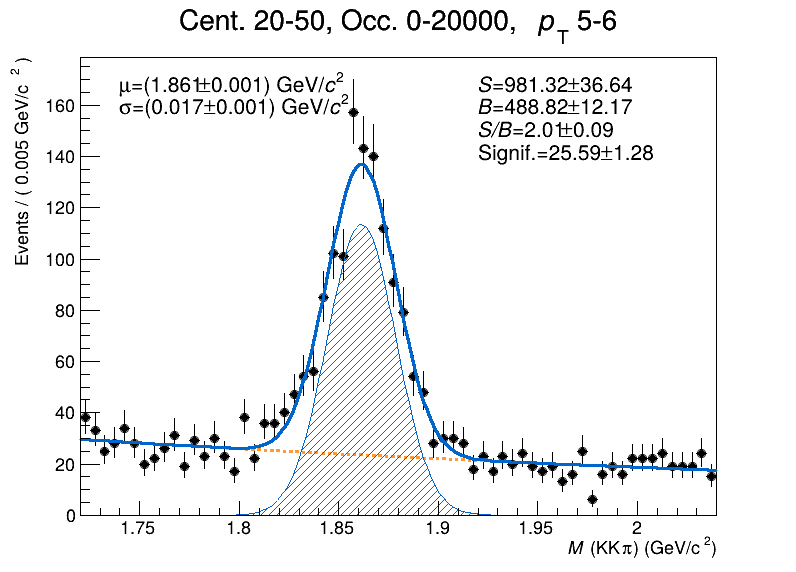 Cent. 20-50, Occ. 0-20000, pT 5-6
μ=(1.861±0.001) GeV/c²
σ=(0.017±0.001) GeV/c²
S=981.32±36.64
B=488.82±12.17
S/B=2.01±0.09
Signif.=25.59±1.28
Events / ( 0.005 GeV/c ² )
160
140
120
100
80
60
40
20
0
1.75 1.8 1.85 1.9 1.95 2
M (KKπ) (GeV/c²)